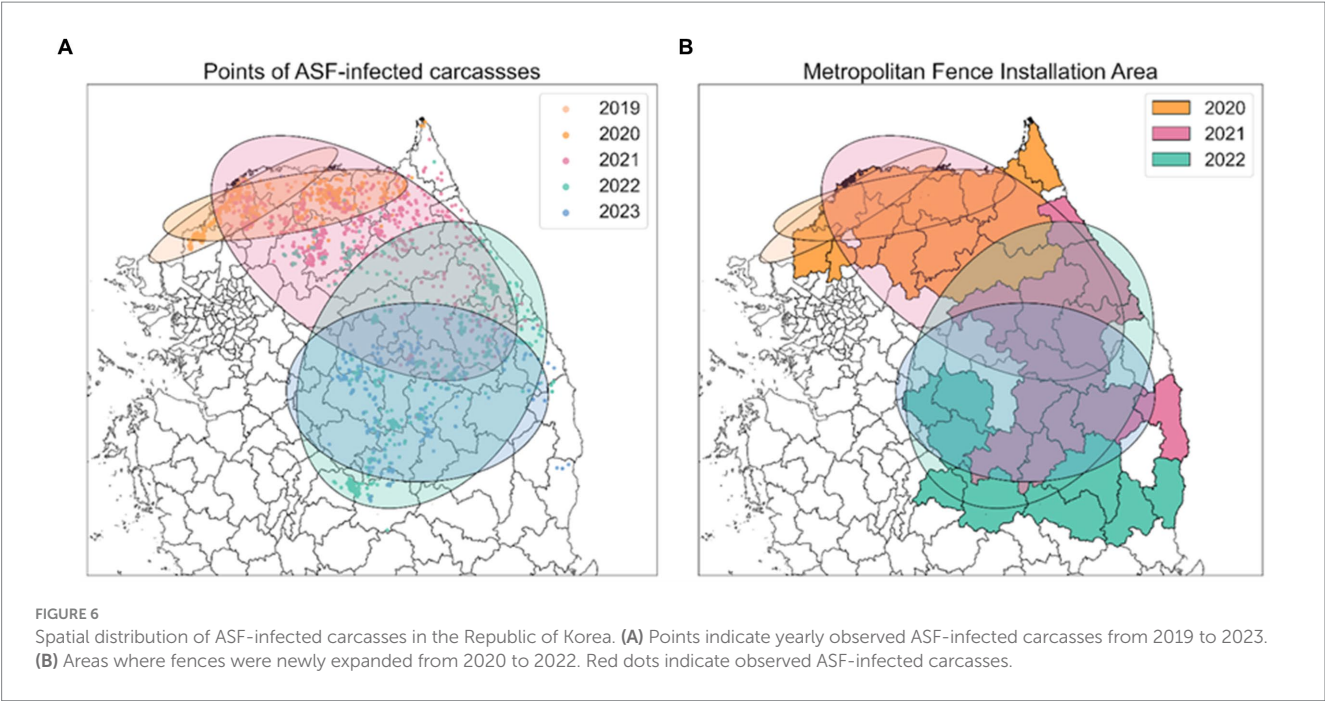 A
Points of ASF-infected carcassses
2019
2020
2021
2022
2023
B
Metropolitan Fence Installation Area
2020
2021
2022
FIGURE 6
Spatial distribution of ASF-infected carcasses in the Republic of Korea. (A) Points indicate yearly observed ASF-infected carcasses from 2019 to 2023.
(B) Areas where fences were newly expanded from 2020 to 2022. Red dots indicate observed ASF-infected carcasses.